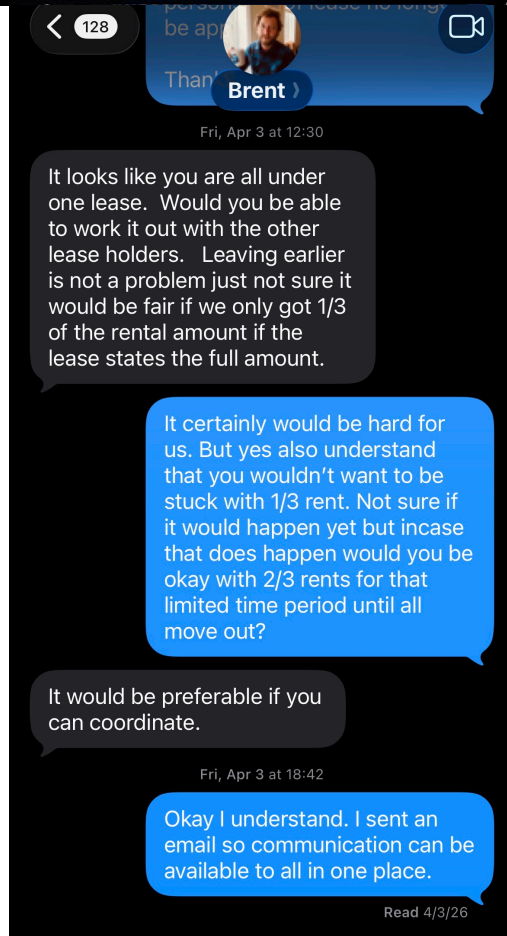 128
be ap
Than
Brent
Fri, Apr 3 at 12:30
It looks like you are all under
one lease.  Would you be able
to work it out with the other
lease holders.   Leaving earlier
is not a problem just not sure it
would be fair if we only got 1/3
of the rental amount if the
lease states the full amount.
It certainly would be hard for
us. But yes also understand
that you wouldn’t want to be
stuck with 1/3 rent. Not sure if
it would happen yet but incase
that does happen would you be
okay with 2/3 rents for that
limited time period until all
move out?
It would be preferable if you
can coordinate.
Fri, Apr 3 at 18:42
Okay I understand. I sent an
email so communication can be
available to all in one place.
Read 4/3/26